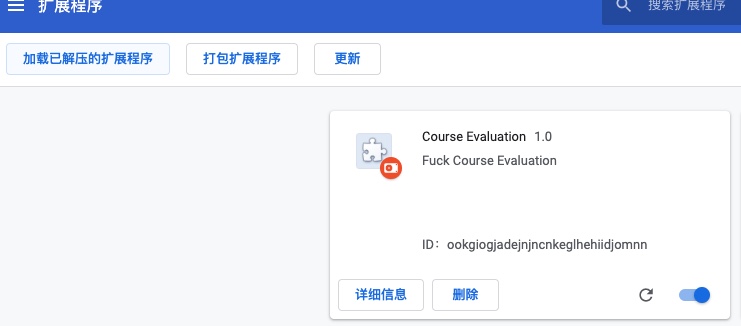 扩展程序
搜索扩展程序
加载已解压的扩展程序 打包扩展程序 更新
Course Evaluation 1.0
Fuck Course Evaluation
ID：ookgiogjadejnjncnkeglhehiidjomnn
详细信息 删除